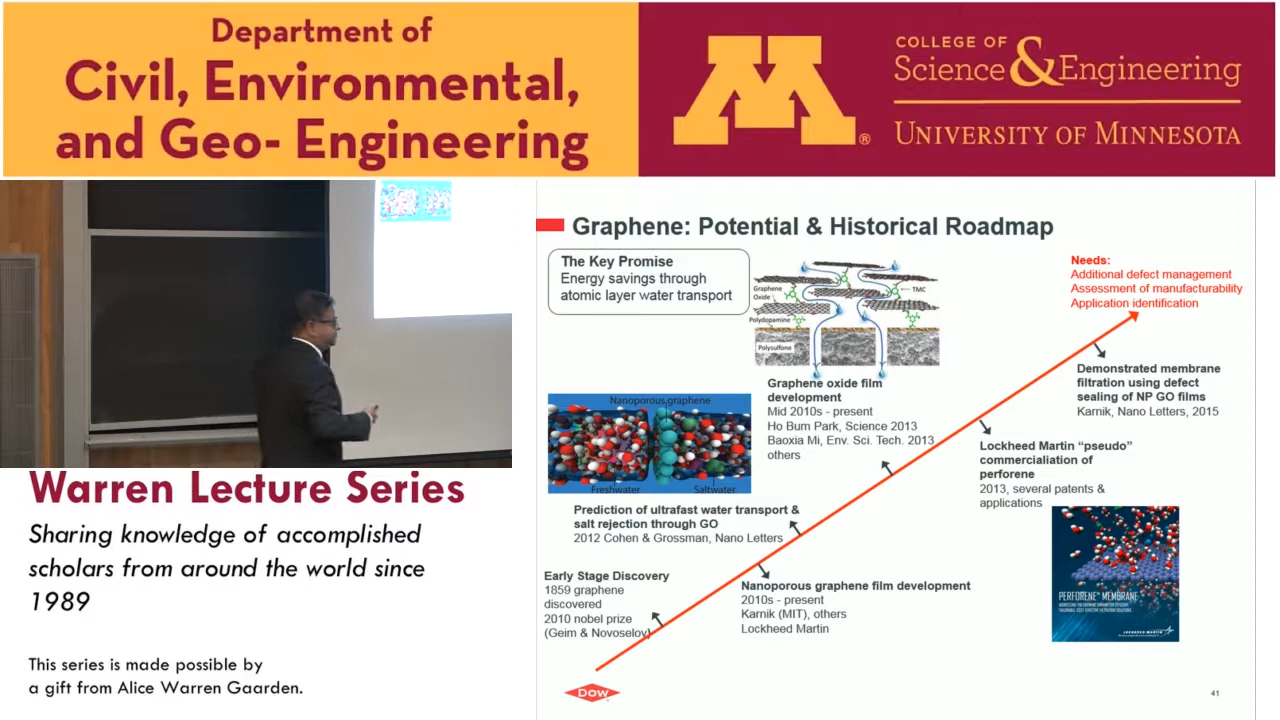 Department of
Civil, Environmental,
and Geo- Engineering
M
®
COLLEGE OF
Science & Engineering
UNIVERSITY OF MINNESOTA
Warren Lecture Series
Sharing knowledge of accomplished
scholars from around the world since
1989
This series is made possible by
a gift from Alice Warren Gaarden.
Graphene: Potential & Historical Roadmap
The Key Promise
Energy savings through
atomic layer water transport
Graphene
Oxide
TMC
Polydopamine
Polysulfone
Needs:
Additional defect management
Assessment of manufacturability
Application identification
Graphene oxide film
development
Mid 2010s - present
Ho Bum Park, Science 2013
Baoxia Mi, Env. Sci. Tech. 2013
others
Demonstrated membrane
filtration using defect
sealing of NP GO films
Karnik, Nano Letters, 2015
Nanoporous graphene
Freshwater
Saltwater
Lockheed Martin “pseudo”
commercialiation of
perforene
2013, several patents &
applications
Prediction of ultrafast water transport &
salt rejection through GO
2012 Cohen & Grossman, Nano Letters
Early Stage Discovery
1859 graphene
discovered
2010 nobel prize
(Geim & Novoselov)
Nanoporous graphene film development
2010s - present
Karnik (MIT), others
Lockheed Martin
PERFORENE™ MEMBRANE
LOCKHEED MARTIN
Dow
41